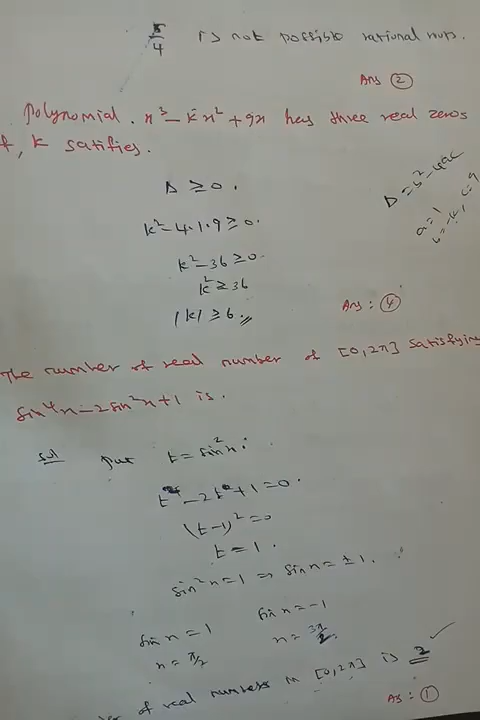 5/4 is not possible rational numb.
Ans ②
Polynomial. x³ - kx² + 9x has three real zeros
if, k satifies.
Δ ≥ 0.
D = b² - 4ac
a = 1
b = -k
c = 9
k² - 4·1·9 ≥ 0.
k² - 36 ≥ 0
k² ≥ 36
|k| ≥ 6.
Ans: ④
The number of real number of [0, 2π] satisfying
sin⁴x - 2sin²x + 1 is.
Sol put t = sin²x.
t² - 2t + 1 = 0.
(t-1)² = 0
t = 1.
sin²x = 1 ⇒ sin x = ±1.
sin x = 1 sin x = -1
x = π/2 x = 3π/2.
of real numbers in [0, 2π] is 2
As: ①